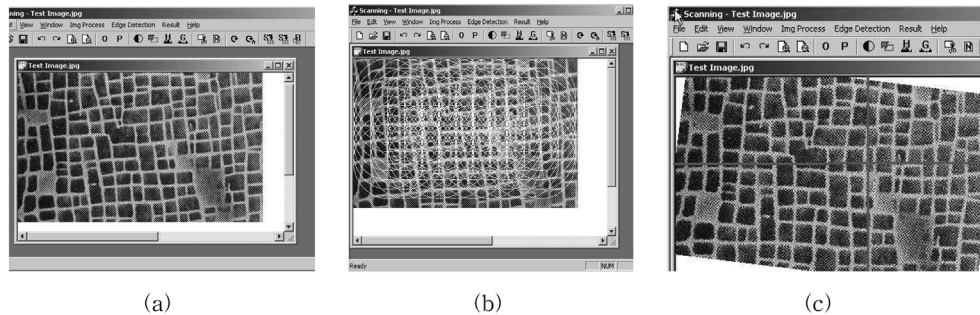 nning - Test Image.jpg
t View Window Img Process Edge Detection Result Help
O P H G
Test Image.jpg
(a)
Scanning - Test Image.jpg
File Edit View Window Img Process Edge Detection Result Help
O P H G
Test Image.jpg
Ready NUM
(b)
Scanning - Test Image.jpg
File Edit View Window Img Process Edge Detection Result Help
O P H G
Test Image.jpg
(c)